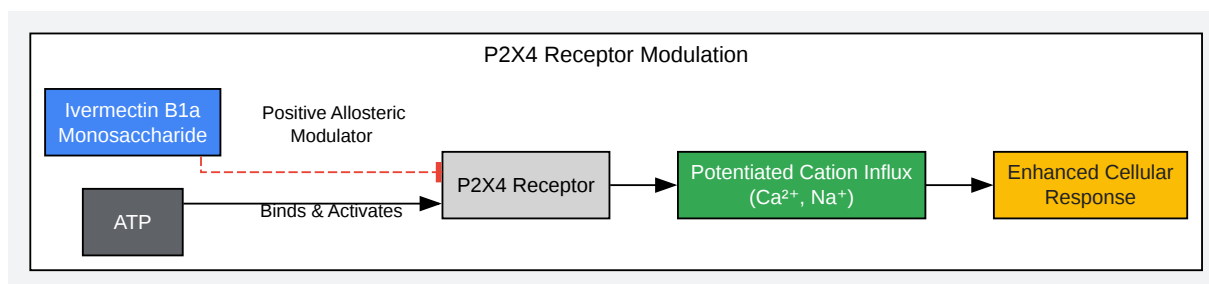 P2X4 Receptor Modulation
Ivermectin B1a
Monosaccharide
Positive Allosteric
Modulator
P2X4 Receptor
Potentiated Cation Influx
(Ca²⁺, Na⁺)
Enhanced Cellular
Response
ATP
Binds & Activates